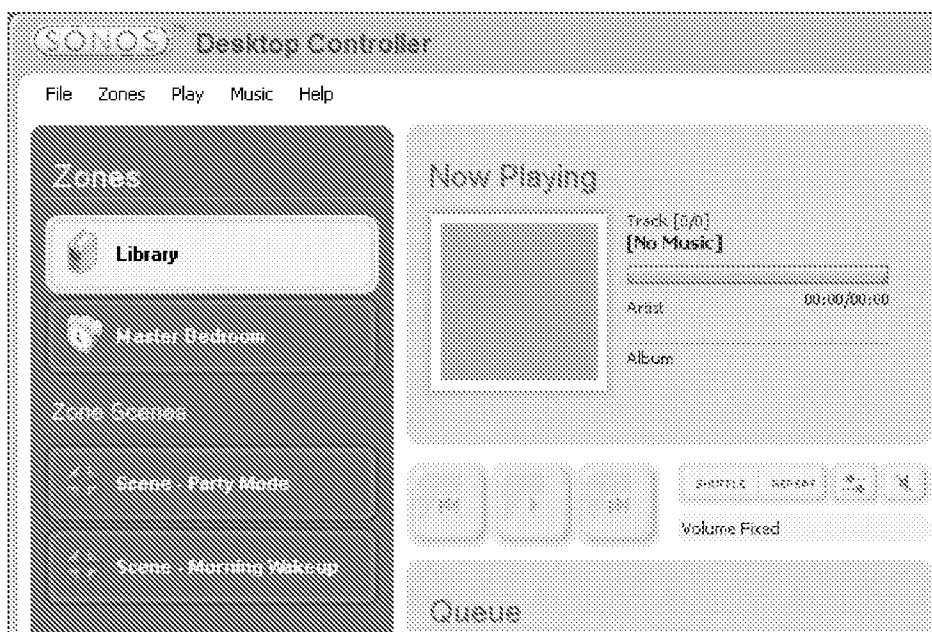 SONOS Desktop Controller
File Zones Play Music Help
Zones
Library
Master Bedroom
Zone Scenes
Scene - Party Mode
Scene - Morning Wakeup
Now Playing
Track [0/0]
[No Music]
00:00/00:00
Artist
Album
SHUFFLE REPEAT
Volume Fixed
Queue